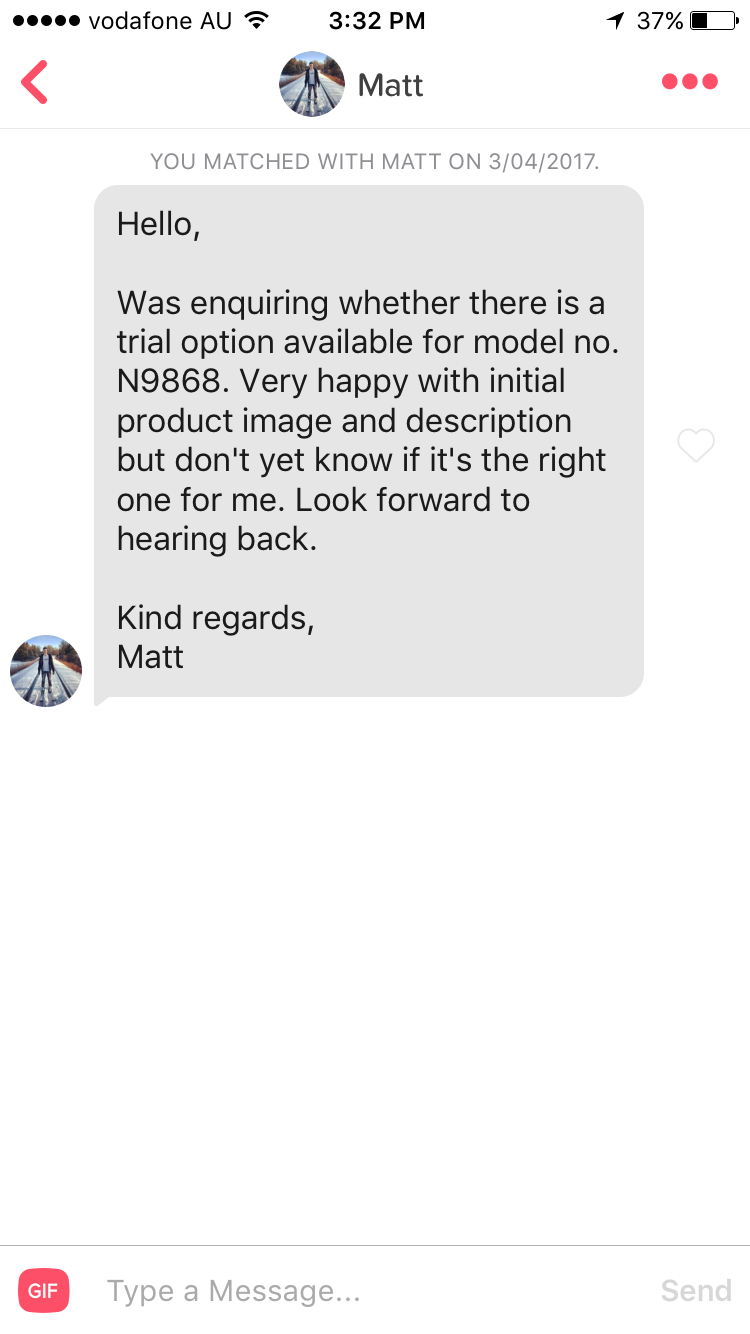 vodafone AU 3:32 PM 37%
Matt
YOU MATCHED WITH MATT ON 3/04/2017.
Hello,
Was enquiring whether there is a
trial option available for model no.
N9868. Very happy with initial
product image and description
but don't yet know if it's the right
one for me. Look forward to
hearing back.
Kind regards,
Matt
GIF Type a Message... Send